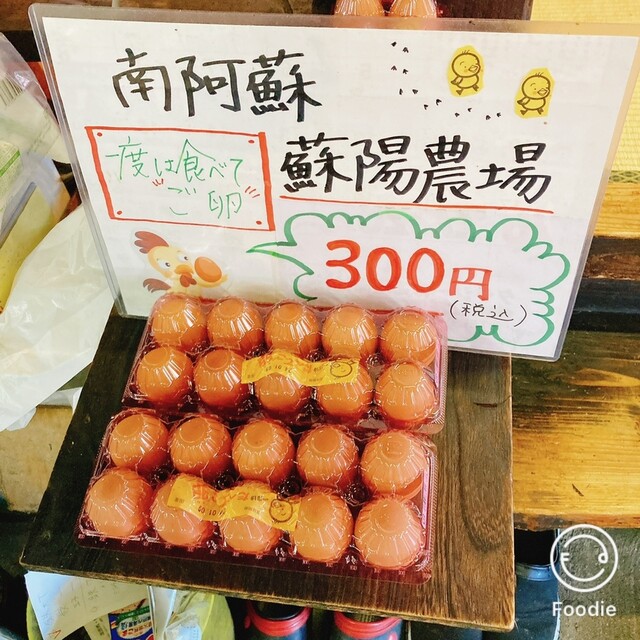 南阿蘇
蘇陽農場
一度は食べて
ご卵
300円
(税込)
Foodie